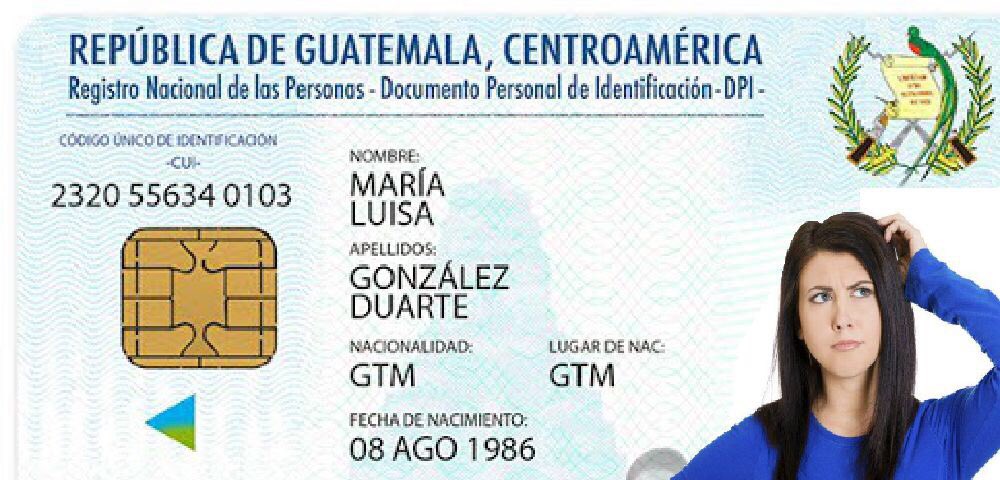 REPÚBLICA DE GUATEMALA, CENTROAMÉRICA
Registro Nacional de las Personas - Documento Personal de Identificación - DPI -
CÓDIGO ÚNICO DE IDENTIFICACIÓN
-CUI-
2320 55634 0103
NOMBRE:
MARÍA
LUISA
APELLIDOS:
GONZÁLEZ
DUARTE
NACIONALIDAD:
GTM
LUGAR DE NAC:
GTM
FECHA DE NACIMIENTO:
08 AGO 1986